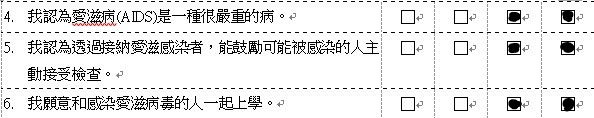 4. 我認為愛滋病(AIDS)是一種很嚴重的病。 □ □ ■ ■
5. 我認為透過接納愛滋感染者，能鼓勵可能被感染的人主 □ □ ■ ■
動接受檢查。
6. 我願意和感染愛滋病毒的人一起上學。 □ □ ■ ■